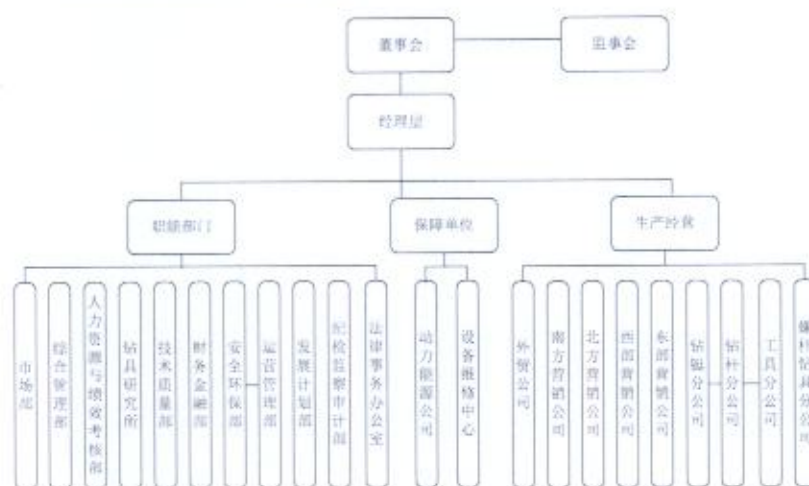 董事会
监事会
经理层
职能部门
保障单位
生产经营
市场部
综合管理部
人力资源与绩效考核部
钻具研究所
技术质量部
财务金融部
安全环保部
运营管理部
发展计划部
纪检监察审计部
法律事务办公室
动力能源公司
设备维修中心
外贸公司
南方营销公司
北方营销公司
西部营销公司
东部营销公司
钻铤分公司
钻杆分公司
工具分公司
螺杆钻具分公司